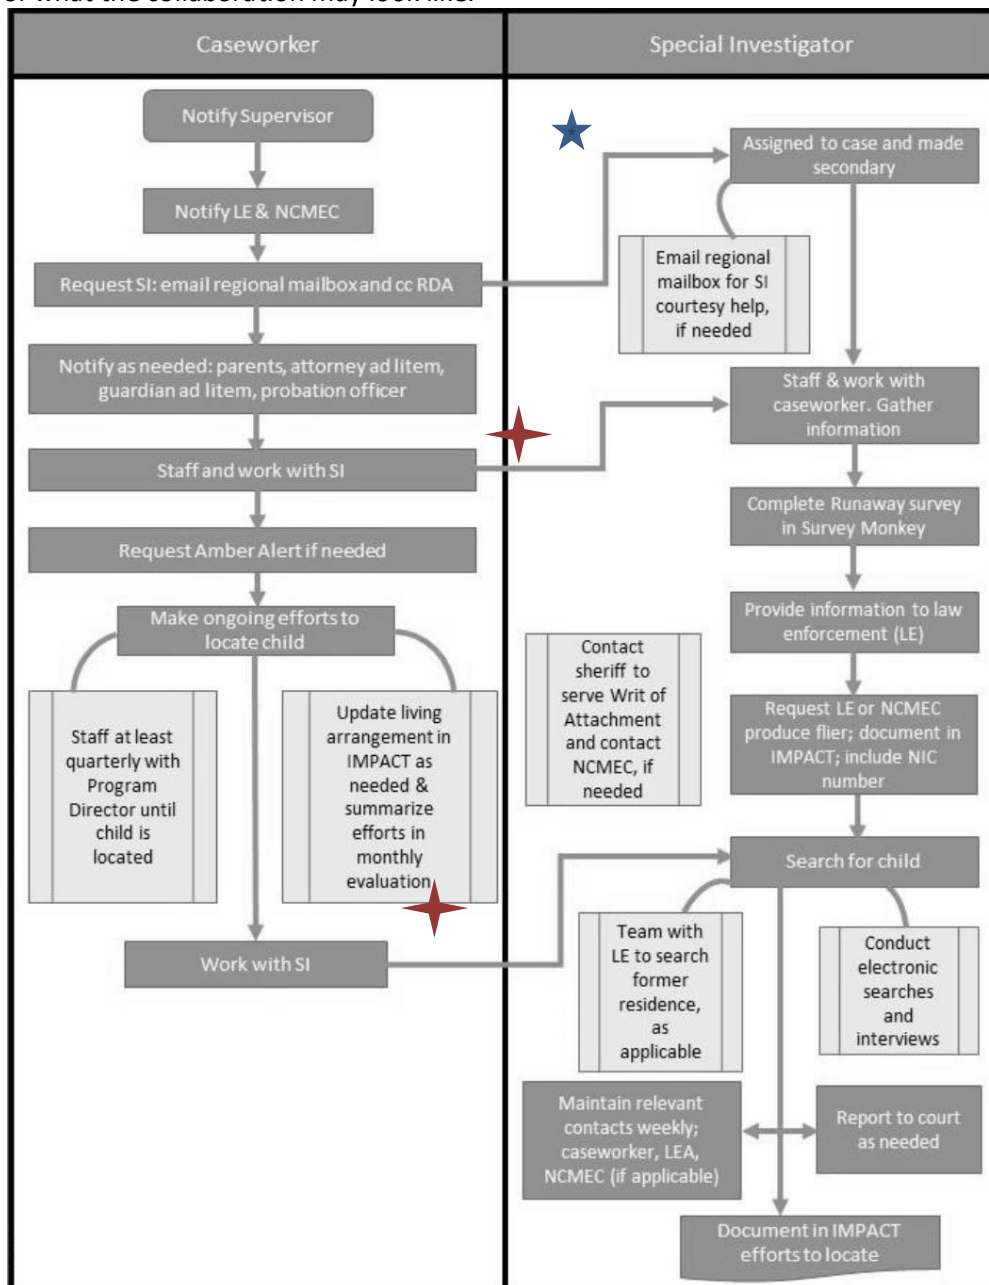 or what the collaboration may look like.
Caseworker
Special Investigator
Notify Supervisor
Notify LE & NCMEC
Request SI: email regional mailbox and cc RDA
Notify as needed: parents, attorney ad litem,
guardian ad litem, probation officer
Staff and work with SI
Request Amber Alert if needed
Make ongoing efforts to
locate child
Staff at least
quarterly with
Program
Director until
child is
located
Update living
arrangement in
IMPACT as
needed &
summarize
efforts in
monthly
evaluation
Work with SI
Assigned to case and made
secondary
Email regional
mailbox for SI
courtesy help,
if needed
Staff & work with
caseworker. Gather
information
Complete Runaway survey
in Survey Monkey
Provide information to law
enforcement (LE)
Contact
sheriff to
serve Writ of
Attachment
and contact
NCMEC, if
needed
Request LE or NCMEC
produce flier; document in
IMPACT; include NIC
number
Search for child
Team with
LE to search
former
residence,
as
applicable
Conduct
electronic
searches
and
interviews
Maintain relevant
contacts weekly;
caseworker, LEA,
NCMEC (if applicable)
Report to court
as needed
Document in IMPACT
efforts to locate